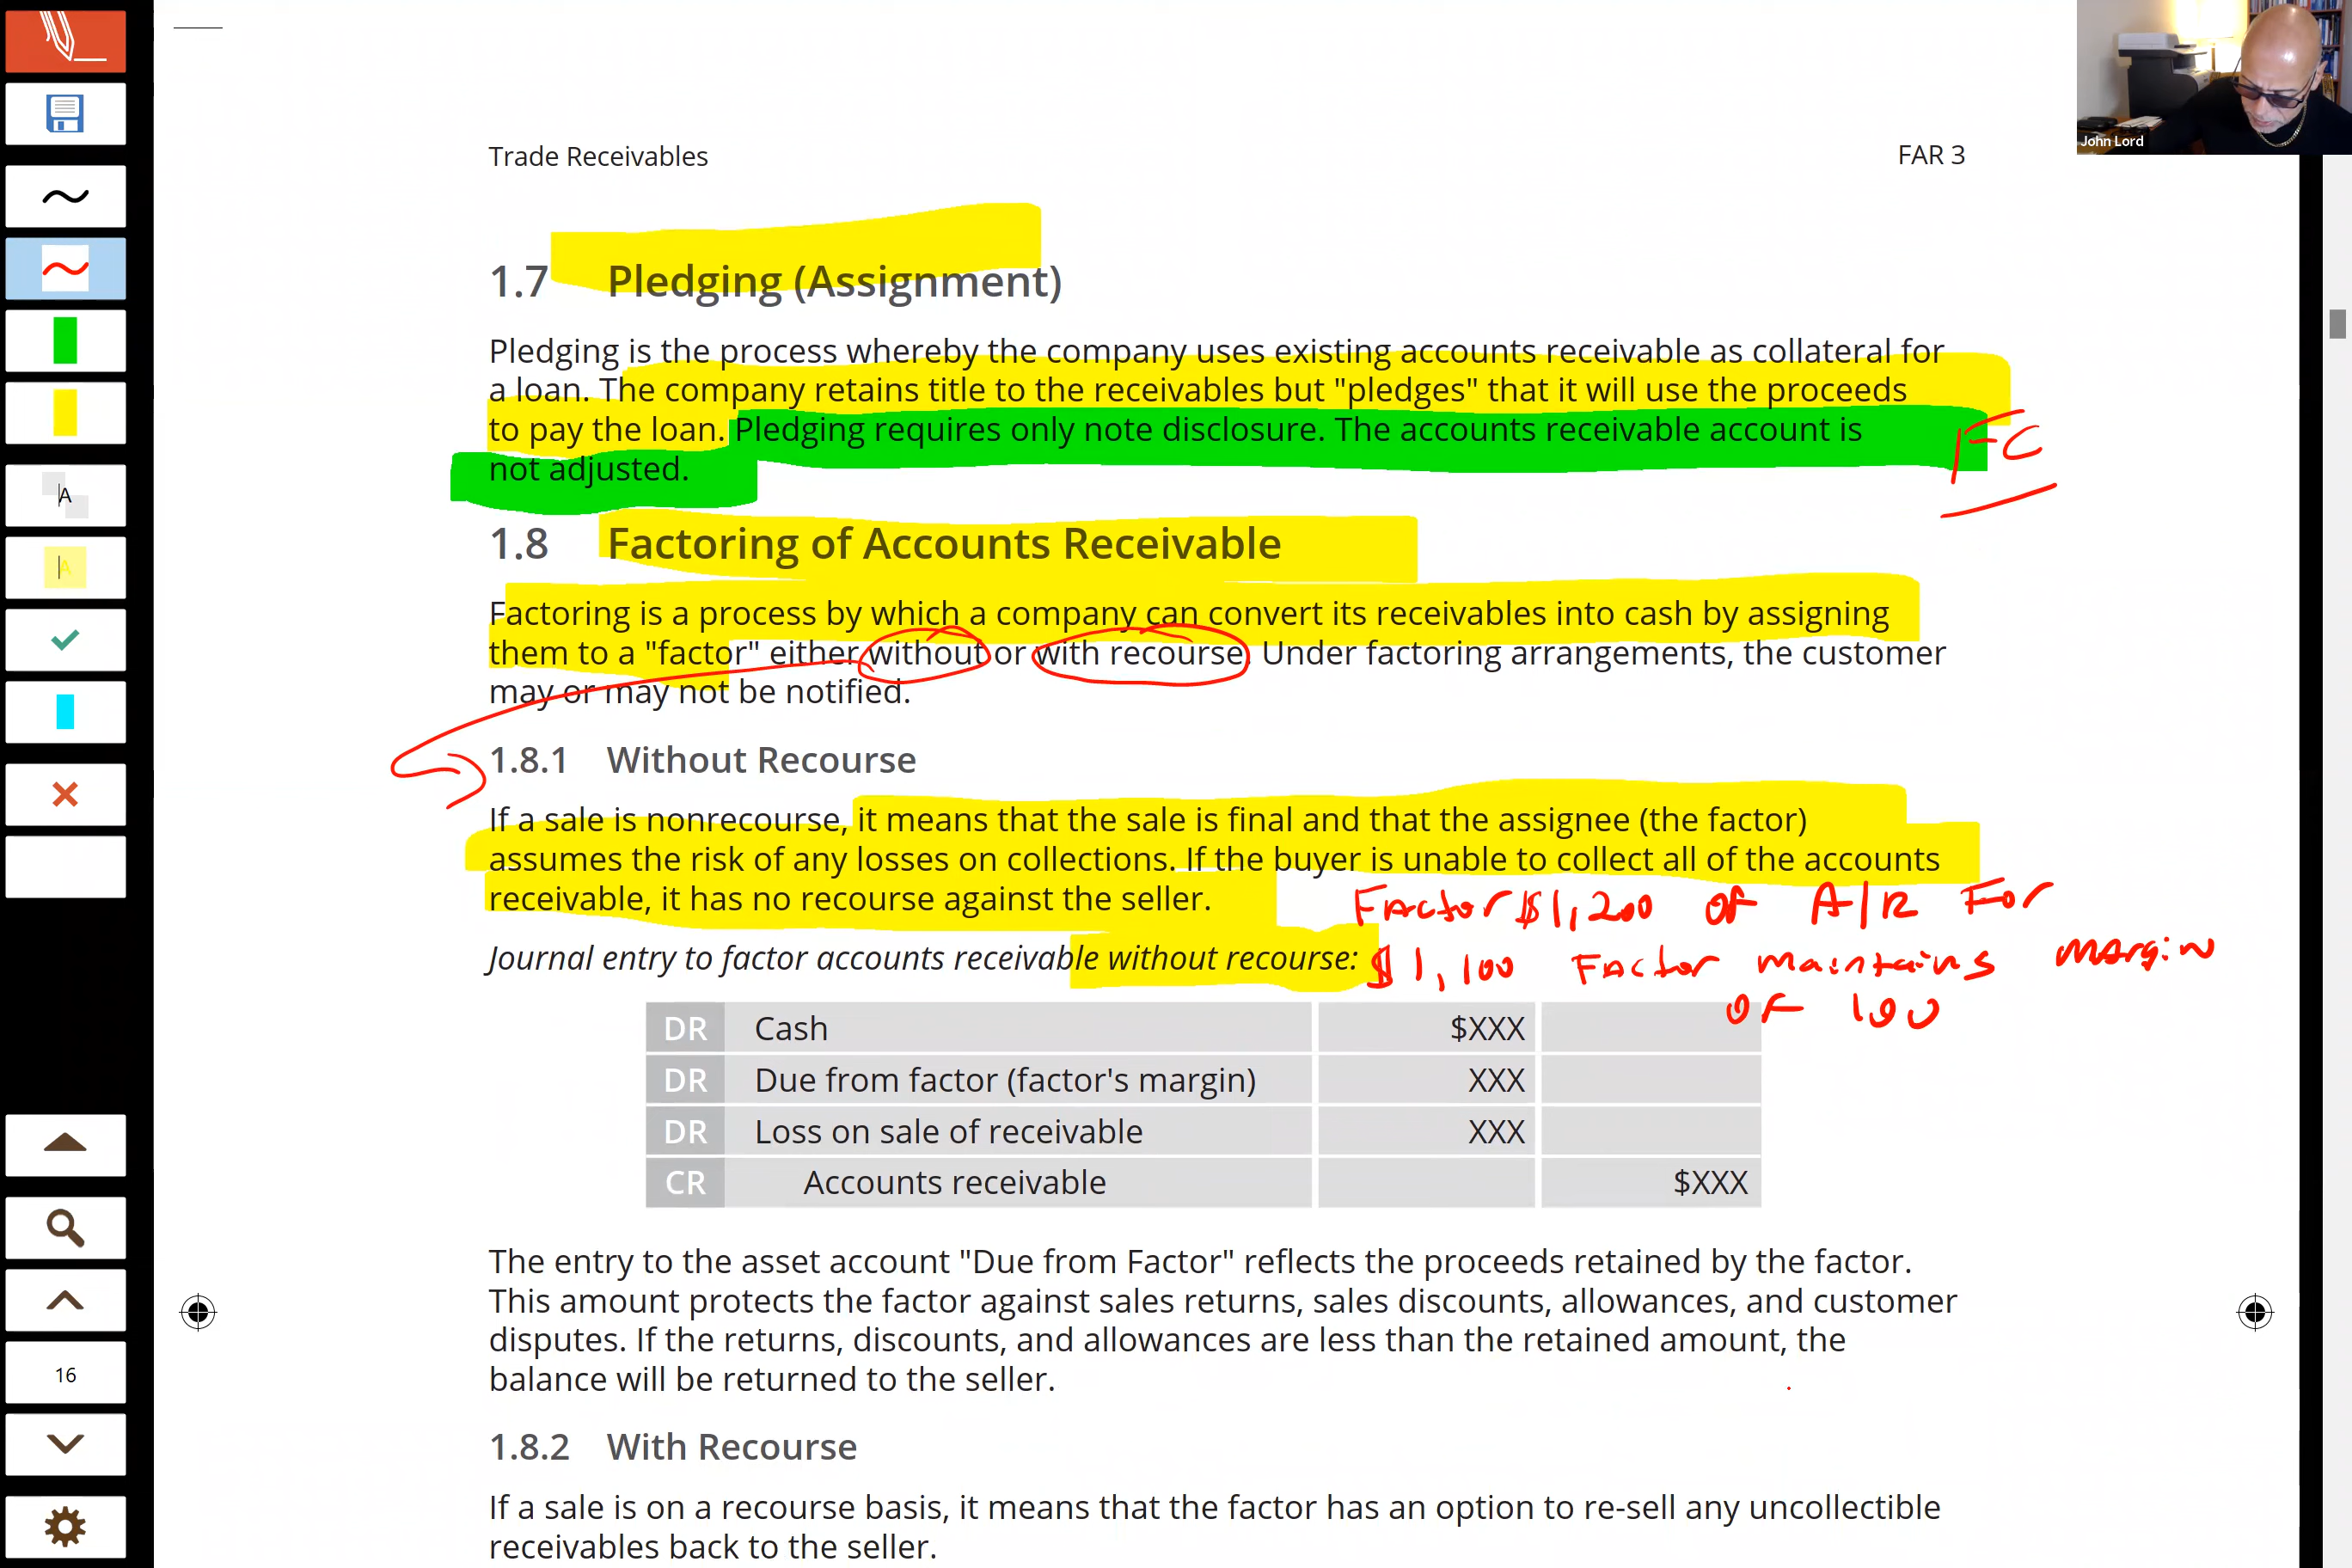 John Lord
Trade Receivables FAR 3
1.7 Pledging (Assignment)
Pledging is the process whereby the company uses existing accounts receivable as collateral for
a loan. The company retains title to the receivables but "pledges" that it will use the proceeds
to pay the loan. Pledging requires only note disclosure. The accounts receivable account is
not adjusted.
1.8 Factoring of Accounts Receivable
Factoring is a process by which a company can convert its receivables into cash by assigning
them to a "factor" either without or with recourse. Under factoring arrangements, the customer
may or may not be notified.
1.8.1 Without Recourse
If a sale is nonrecourse, it means that the sale is final and that the assignee (the factor)
assumes the risk of any losses on collections. If the buyer is unable to collect all of the accounts
receivable, it has no recourse against the seller.
Factor $1,200 of A/R For
Journal entry to factor accounts receivable without recourse:
$1,100 Factor maintains margin
of 100
DR Cash $XXX
DR Due from factor (factor's margin) XXX
DR Loss on sale of receivable XXX
CR Accounts receivable $XXX
The entry to the asset account "Due from Factor" reflects the proceeds retained by the factor.
This amount protects the factor against sales returns, sales discounts, allowances, and customer
disputes. If the returns, discounts, and allowances are less than the retained amount, the
balance will be returned to the seller.
1.8.2 With Recourse
If a sale is on a recourse basis, it means that the factor has an option to re-sell any uncollectible
receivables back to the seller.
A
A
16